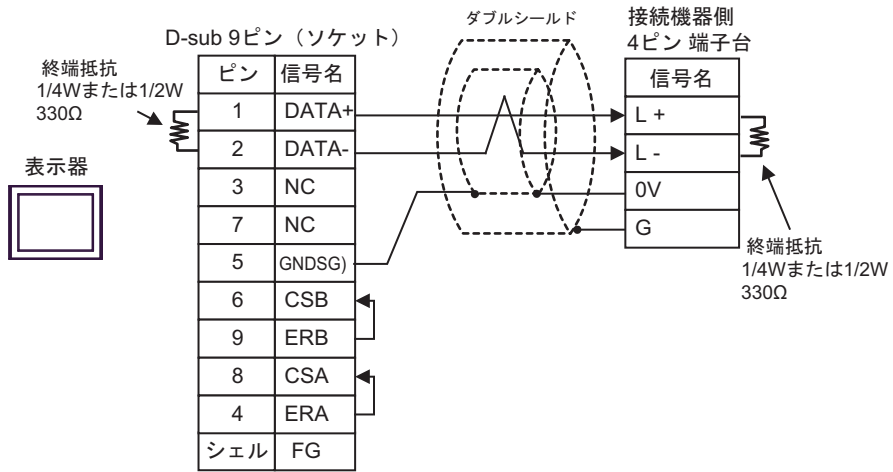 ダブルシールド
接続機器側
4ピン 端子台
D-sub 9ピン（ソケット）
終端抵抗
1/4Wまたは1/2W
330Ω
表示器
ピン 信号名
1 DATA+
2 DATA-
3 NC
7 NC
5 GNDSG)
6 CSB
9 ERB
8 CSA
4 ERA
シェル FG
信号名
L +
L -
0V
G
終端抵抗
1/4Wまたは1/2W
330Ω